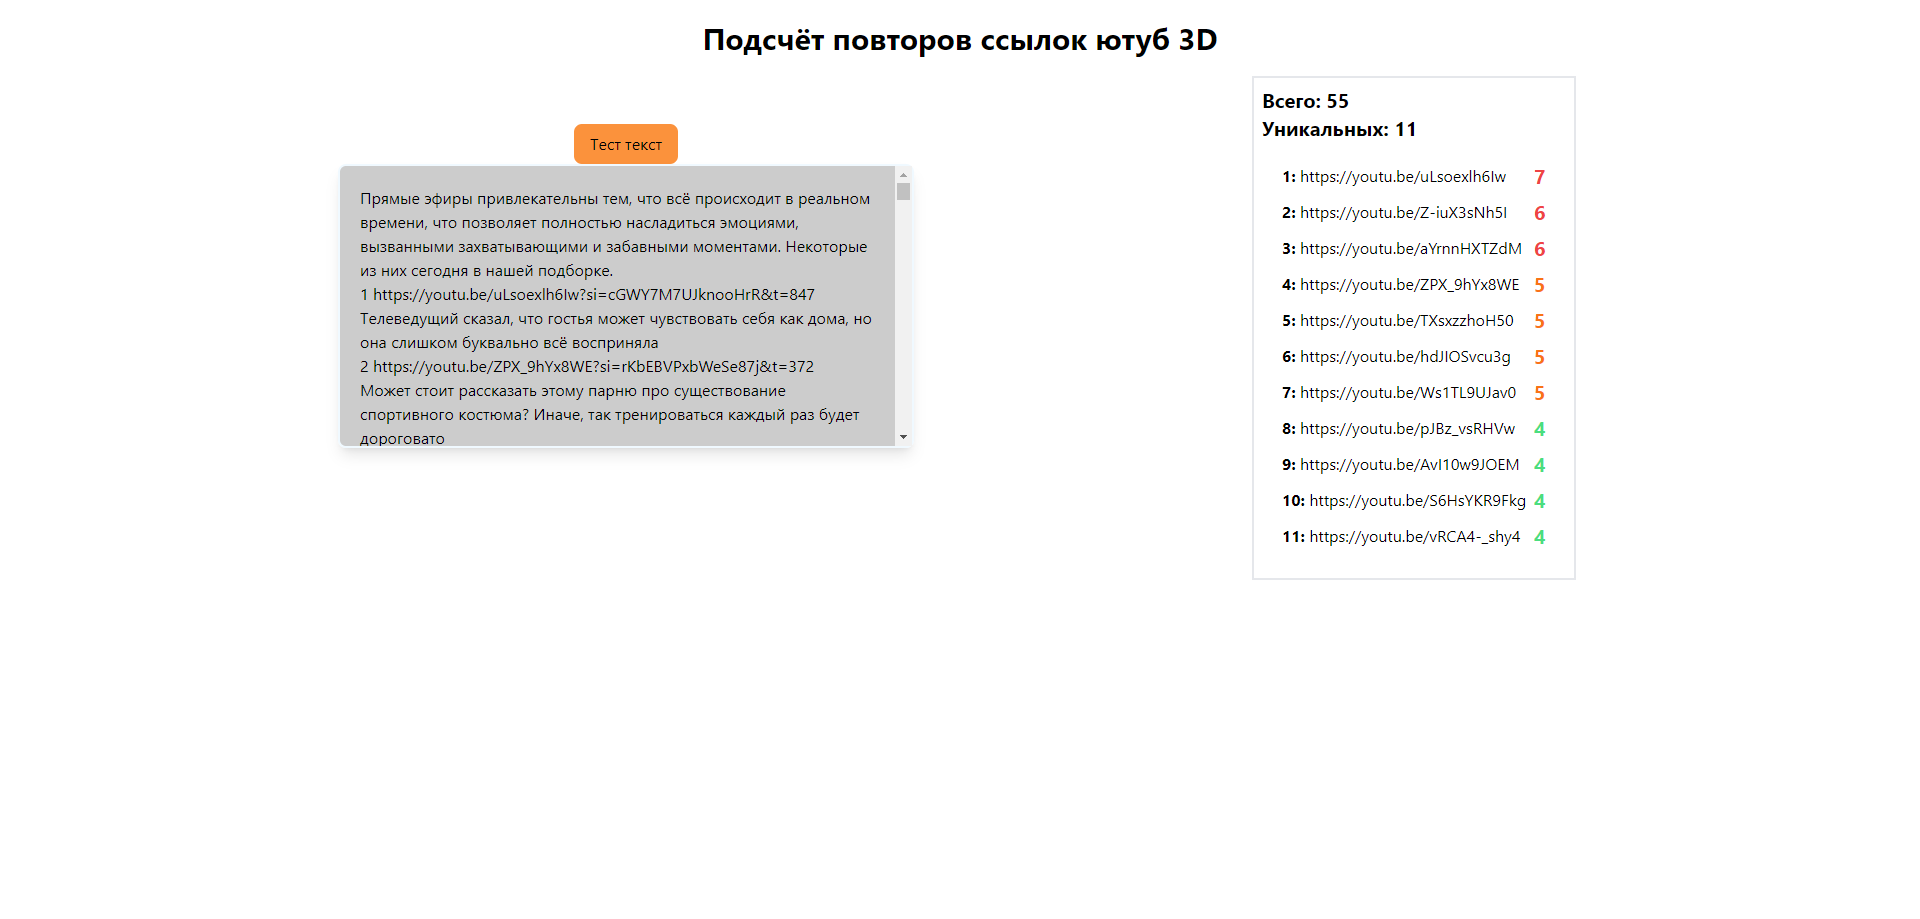 Подсчёт повторов ссылок ютуб 3D
Тест текст
Прямые эфиры привлекательны тем, что всё происходит в реальном
времени, что позволяет полностью насладиться эмоциями,
вызванными захватывающими и забавными моментами. Некоторые
из них сегодня в нашей подборке.
1 https://youtu.be/uLsoexlh6Iw?si=cGWY7M7UJknooHrR&t=847
Телеведущий сказал, что гостья может чувствовать себя как дома, но
она слишком буквально всё восприняла
2 https://youtu.be/ZPX_9hYx8WE?si=rKbEBVPxbWeSe87j&t=372
Может стоит рассказать этому парню про существование
спортивного костюма? Иначе, так тренироваться каждый раз будет
дороговато
Всего: 55
Уникальных: 11
1: https://youtu.be/uLsoexlh6Iw 7
2: https://youtu.be/Z-iuX3sNh5I 6
3: https://youtu.be/aYrnnHXTZdM 6
4: https://youtu.be/ZPX_9hYx8WE 5
5: https://youtu.be/TXsxzzhoH50 5
6: https://youtu.be/hdJIOSvcu3g 5
7: https://youtu.be/Ws1TL9UJav0 5
8: https://youtu.be/pJBz_vsRHVw 4
9: https://youtu.be/AvI10w9JOEM 4
10: https://youtu.be/S6HsYKR9Fkg 4
11: https://youtu.be/vRCA4-_shy4 4